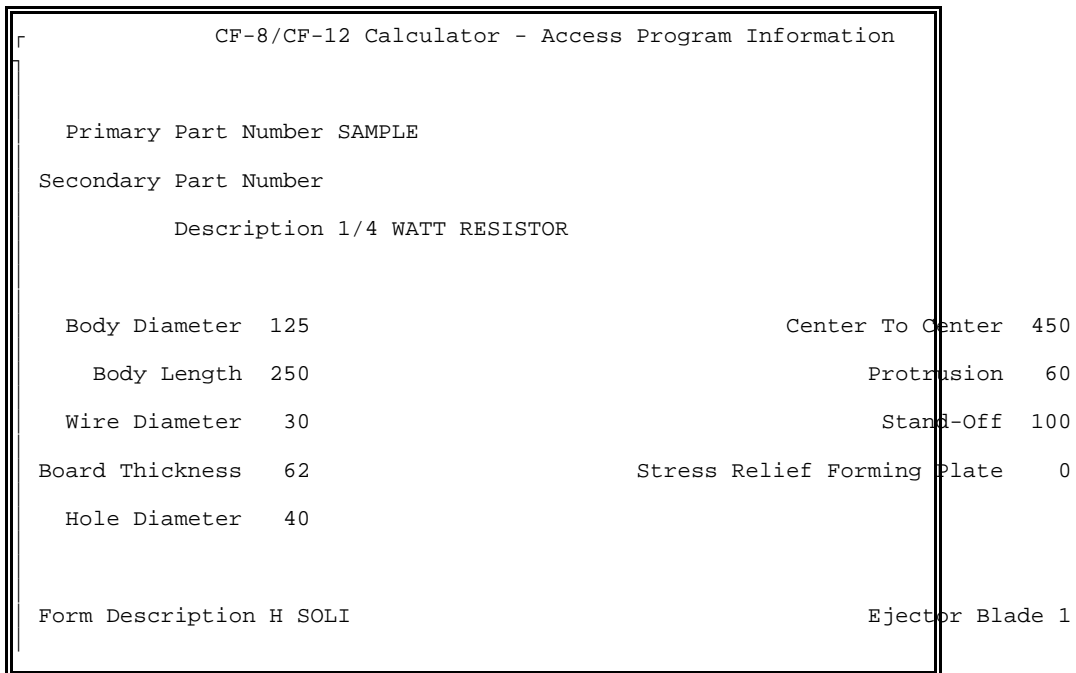 CF-8/CF-12 Calculator - Access Program Information
Primary Part Number SAMPLE
Secondary Part Number
Description 1/4 WATT RESISTOR
Body Diameter 125 Center To Center 450
Body Length 250 Protrusion 60
Wire Diameter 30 Stand-Off 100
Board Thickness 62 Stress Relief Forming Plate 0
Hole Diameter 40
Form Description H SOLI Ejector Blade 1